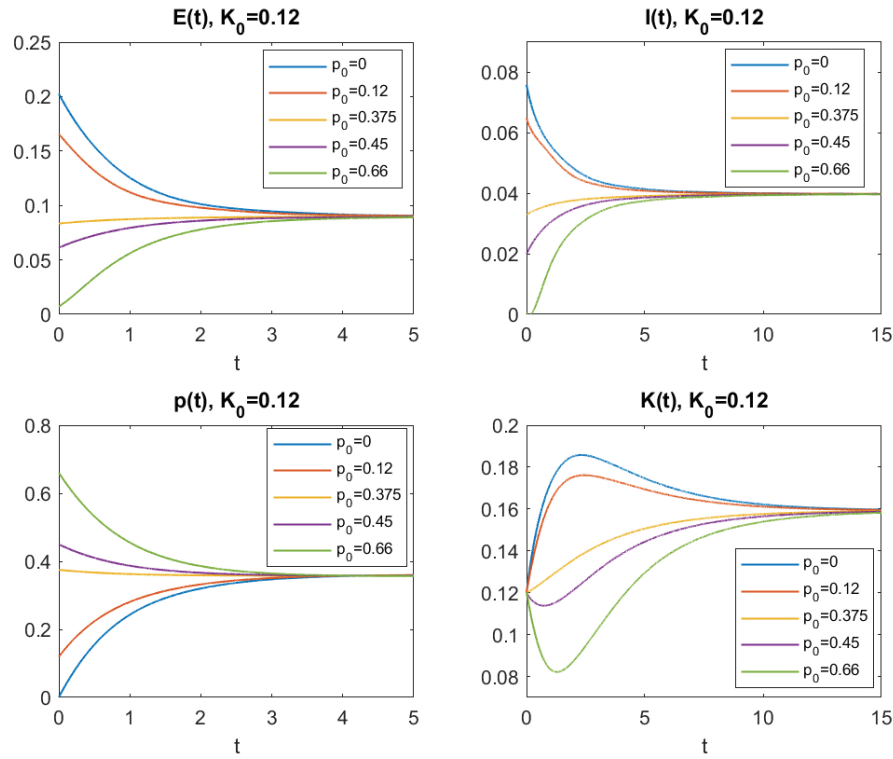 E(t), K₀=0.12
0.25
0.2
0.15
0.1
0.05
0
0 1 2 3 4 5
t
p₀=0
p₀=0.12
p₀=0.375
p₀=0.45
p₀=0.66
I(t), K₀=0.12
0.08
0.06
0.04
0.02
0
0 5 10 15
t
p₀=0
p₀=0.12
p₀=0.375
p₀=0.45
p₀=0.66
p(t), K₀=0.12
0.8
0.6
0.4
0.2
0
0 1 2 3 4 5
t
p₀=0
p₀=0.12
p₀=0.375
p₀=0.45
p₀=0.66
K(t), K₀=0.12
0.2
0.18
0.16
0.14
0.12
0.1
0.08
0 5 10 15
t
p₀=0
p₀=0.12
p₀=0.375
p₀=0.45
p₀=0.66